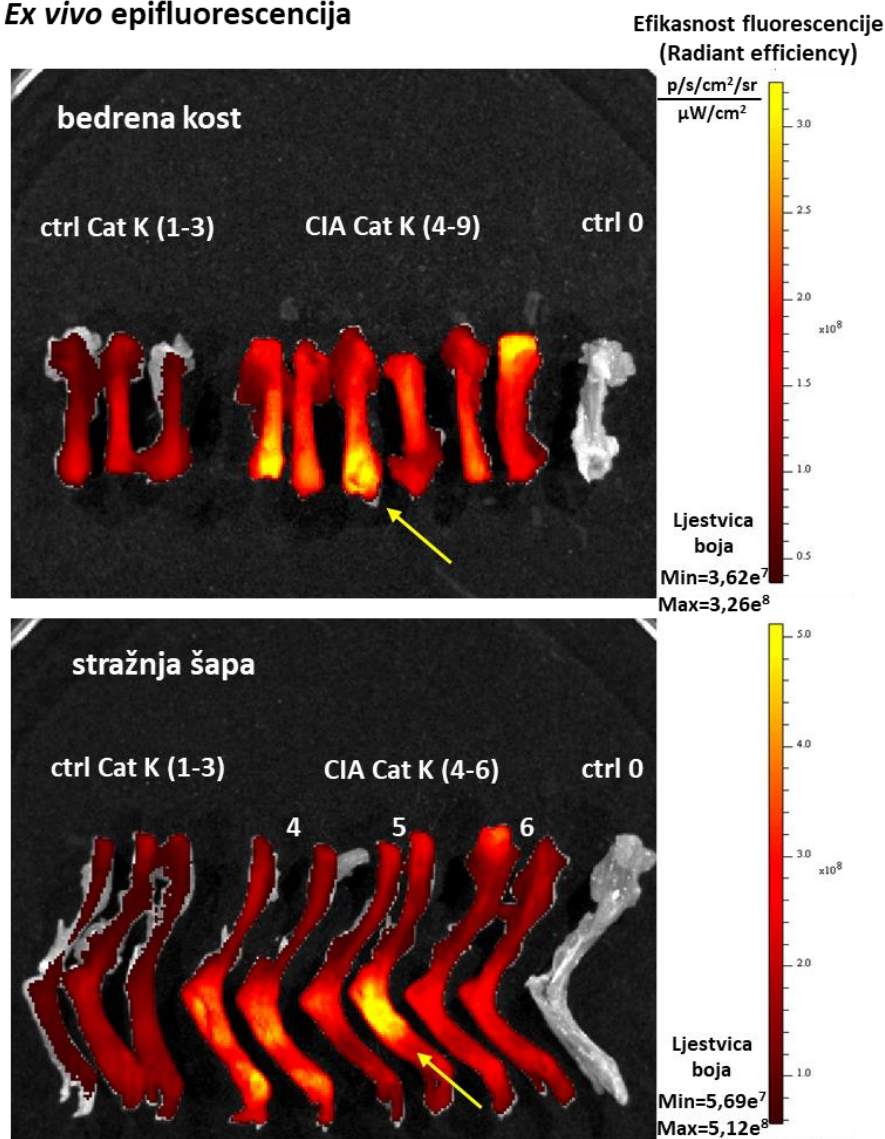 Ex vivo epifluorescencija
Efikasnost fluorescencije
(Radiant efficiency)
p/s/cm²/sr
µW/cm²
bedrena kost
ctrl Cat K (1-3)
CIA Cat K (4-9)
ctrl 0
3.0
2.5
2.0
x10⁸
1.5
1.0
0.5
Ljestvica
boja
Min=3,62e⁷
Max=3,26e⁸
stražnja šapa
ctrl Cat K (1-3)
CIA Cat K (4-6)
ctrl 0
4
5
6
5.0
4.0
3.0
x10⁸
2.0
1.0
Ljestvica
boja
Min=5,69e⁷
Max=5,12e⁸